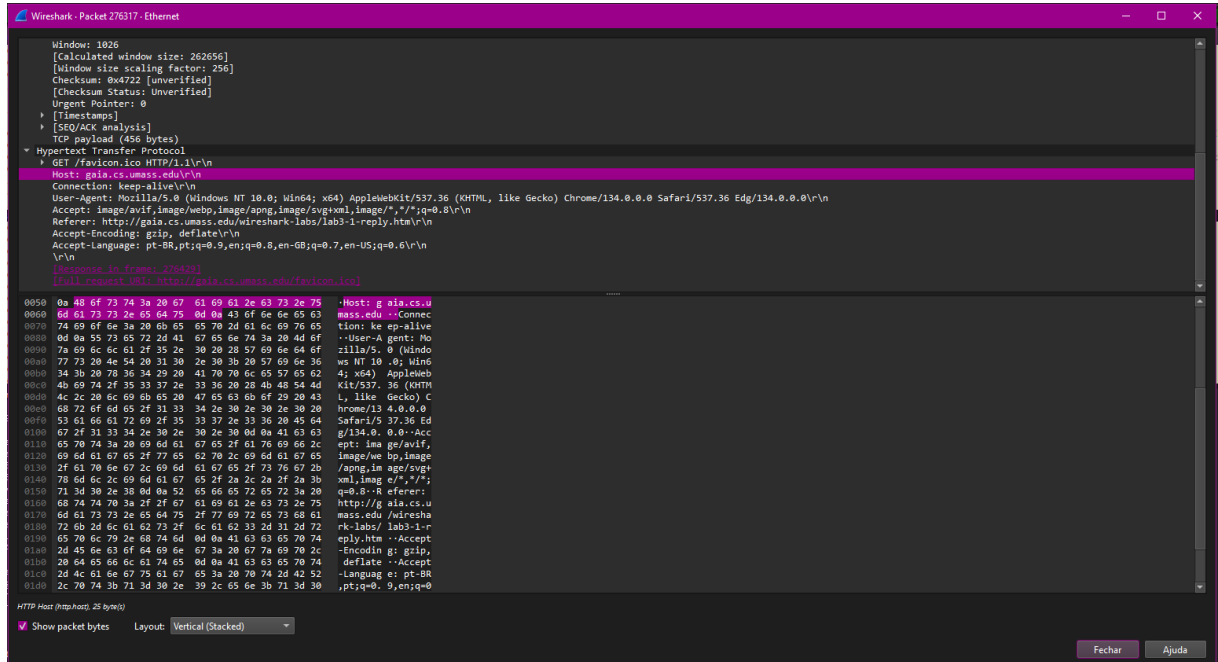 Wireshark · Packet 276317 · Ethernet
Window: 1026
[Calculated window size: 262656]
[Window size scaling factor: 256]
Checksum: 0x4722 [unverified]
[Checksum Status: Unverified]
Urgent Pointer: 0
[Timestamps]
[SEQ/ACK analysis]
TCP payload (456 bytes)
Hypertext Transfer Protocol
GET /favicon.ico HTTP/1.1\r\n
Host: gaia.cs.umass.edu\r\n
Connection: keep-alive\r\n
User-Agent: Mozilla/5.0 (Windows NT 10.0; Win64; x64) AppleWebKit/537.36 (KHTML, like Gecko) Chrome/134.0.0.0 Safari/537.36 Edg/134.0.0.0\r\n
Accept: image/avif,image/webp,image/apng,image/svg+xml,image/*,*/*;q=0.8\r\n
Referer: http://gaia.cs.umass.edu/wireshark-labs/lab3-1-reply.htm\r\n
Accept-Encoding: gzip, deflate\r\n
Accept-Language: pt-BR,pt;q=0.9,en;q=0.8,en-GB;q=0.7,en-US;q=0.6\r\n
\r\n
[Response in frame: 276429]
[Full request URI: http://gaia.cs.umass.edu/favicon.ico]
0050 0a 48 6f 73 74 3a 20 67 61 69 61 2e 63 73 2e 75 ·Host: g aia.cs.u
0060 6d 61 73 73 2e 65 64 75 0d 0a 43 6f 6e 6e 65 63 mass.edu ··Connec
0070 74 69 6f 6e 3a 20 6b 65 65 70 2d 61 6c 69 76 65 tion: ke ep-alive
0080 0d 0a 55 73 65 72 2d 41 67 65 6e 74 3a 20 4d 6f ··User-A gent: Mo
0090 7a 69 6c 6c 61 2f 35 2e 30 20 28 57 69 6e 64 6f zilla/5. 0 (Windo
00a0 77 73 20 4e 54 20 31 30 2e 30 3b 20 57 69 6e 36 ws NT 10 .0; Win6
00b0 34 3b 20 78 36 34 29 20 41 70 70 6c 65 57 65 62 4; x64) AppleWeb
00c0 4b 69 74 2f 35 33 37 2e 33 36 20 28 4b 48 54 4d Kit/537. 36 (KHTM
00d0 4c 2c 20 6c 69 6b 65 20 47 65 63 6b 6f 29 20 43 L, like Gecko) C
00e0 68 72 6f 6d 65 2f 31 33 34 2e 30 2e 30 2e 30 20 hrome/13 4.0.0.0
00f0 53 61 66 61 72 69 2f 35 33 37 2e 33 36 20 45 64 Safari/5 37.36 Ed
0100 67 2f 31 33 34 2e 30 2e 30 2e 30 0d 0a 41 63 63 g/134.0. 0.0··Acc
0110 65 70 74 3a 20 69 6d 61 67 65 2f 61 76 69 66 2c ept: ima ge/avif,
0120 69 6d 61 67 65 2f 77 65 62 70 2c 69 6d 61 67 65 image/we bp,image
0130 2f 61 70 6e 67 2c 69 6d 61 67 65 2f 73 76 67 2b /apng,im age/svg+
0140 78 6d 6c 2c 69 6d 61 67 65 2f 2a 2c 2a 2f 2a 3b xml,imag e/*,*/*;
0150 71 3d 30 2e 38 0d 0a 52 65 66 65 72 65 72 3a 20 q=0.8··R eferer:
0160 68 74 74 70 3a 2f 2f 67 61 69 61 2e 63 73 2e 75 http://g aia.cs.u
0170 6d 61 73 73 2e 65 64 75 2f 77 69 72 65 73 68 61 mass.edu /wiresha
0180 72 6b 2d 6c 61 62 73 2f 6c 61 62 33 2d 31 2d 72 rk-labs/ lab3-1-r
0190 65 70 6c 79 2e 68 74 6d 0d 0a 41 63 63 65 70 74 eply.htm ··Accept
01a0 2d 45 6e 63 6f 64 69 6e 67 3a 20 67 7a 69 70 2c -Encodin g: gzip,
01b0 20 64 65 66 6c 61 74 65 0d 0a 41 63 63 65 70 74 deflate ··Accept
01c0 2d 4c 61 6e 67 75 61 67 65 3a 20 70 74 2d 42 52 -Languag e: pt-BR
01d0 2c 70 74 3b 71 3d 30 2e 39 2c 65 6e 3b 71 3d 30 ,pt;q=0. 9,en;q=0
HTTP Host (http.host), 25 byte(s)
Show packet bytes Layout: Vertical (Stacked)
Fechar Ajuda